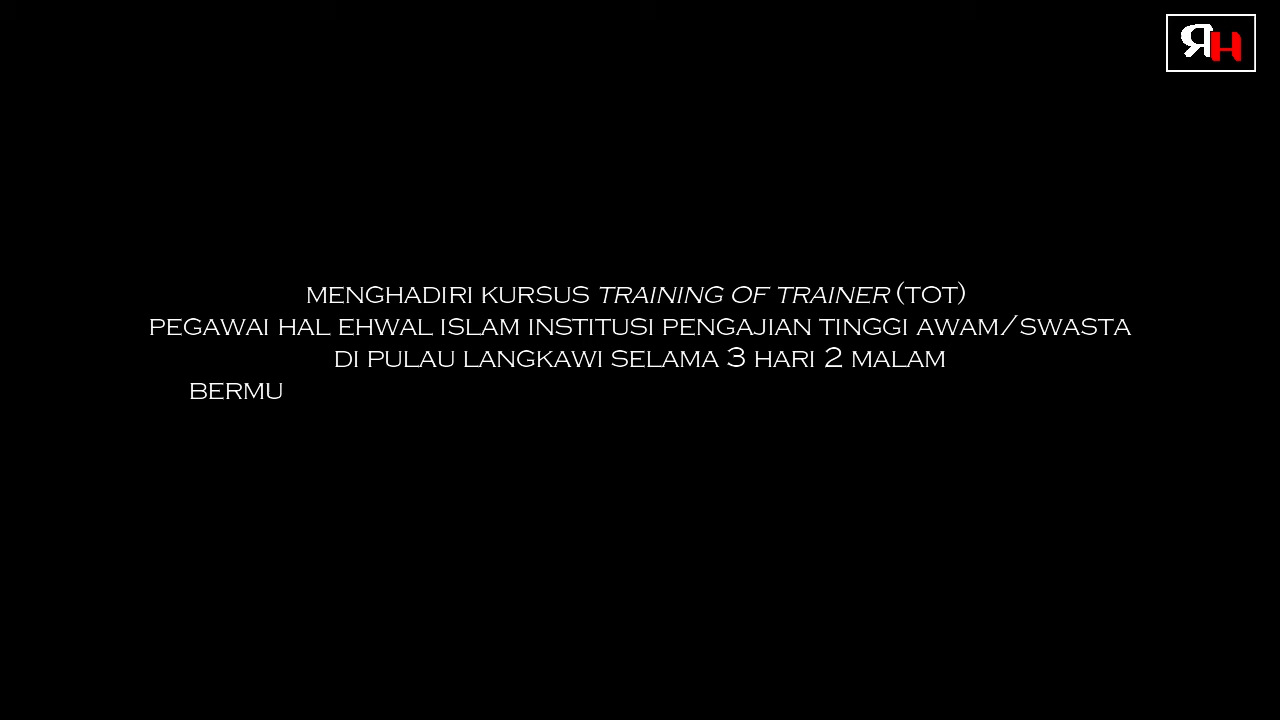 ЯH
MENGHADIRI KURSUS TRAINING OF TRAINER (TOT)
PEGAWAI HAL EHWAL ISLAM INSTITUSI PENGAJIAN TINGGI AWAM/SWASTA
DI PULAU LANGKAWI SELAMA 3 HARI 2 MALAM
BERMU